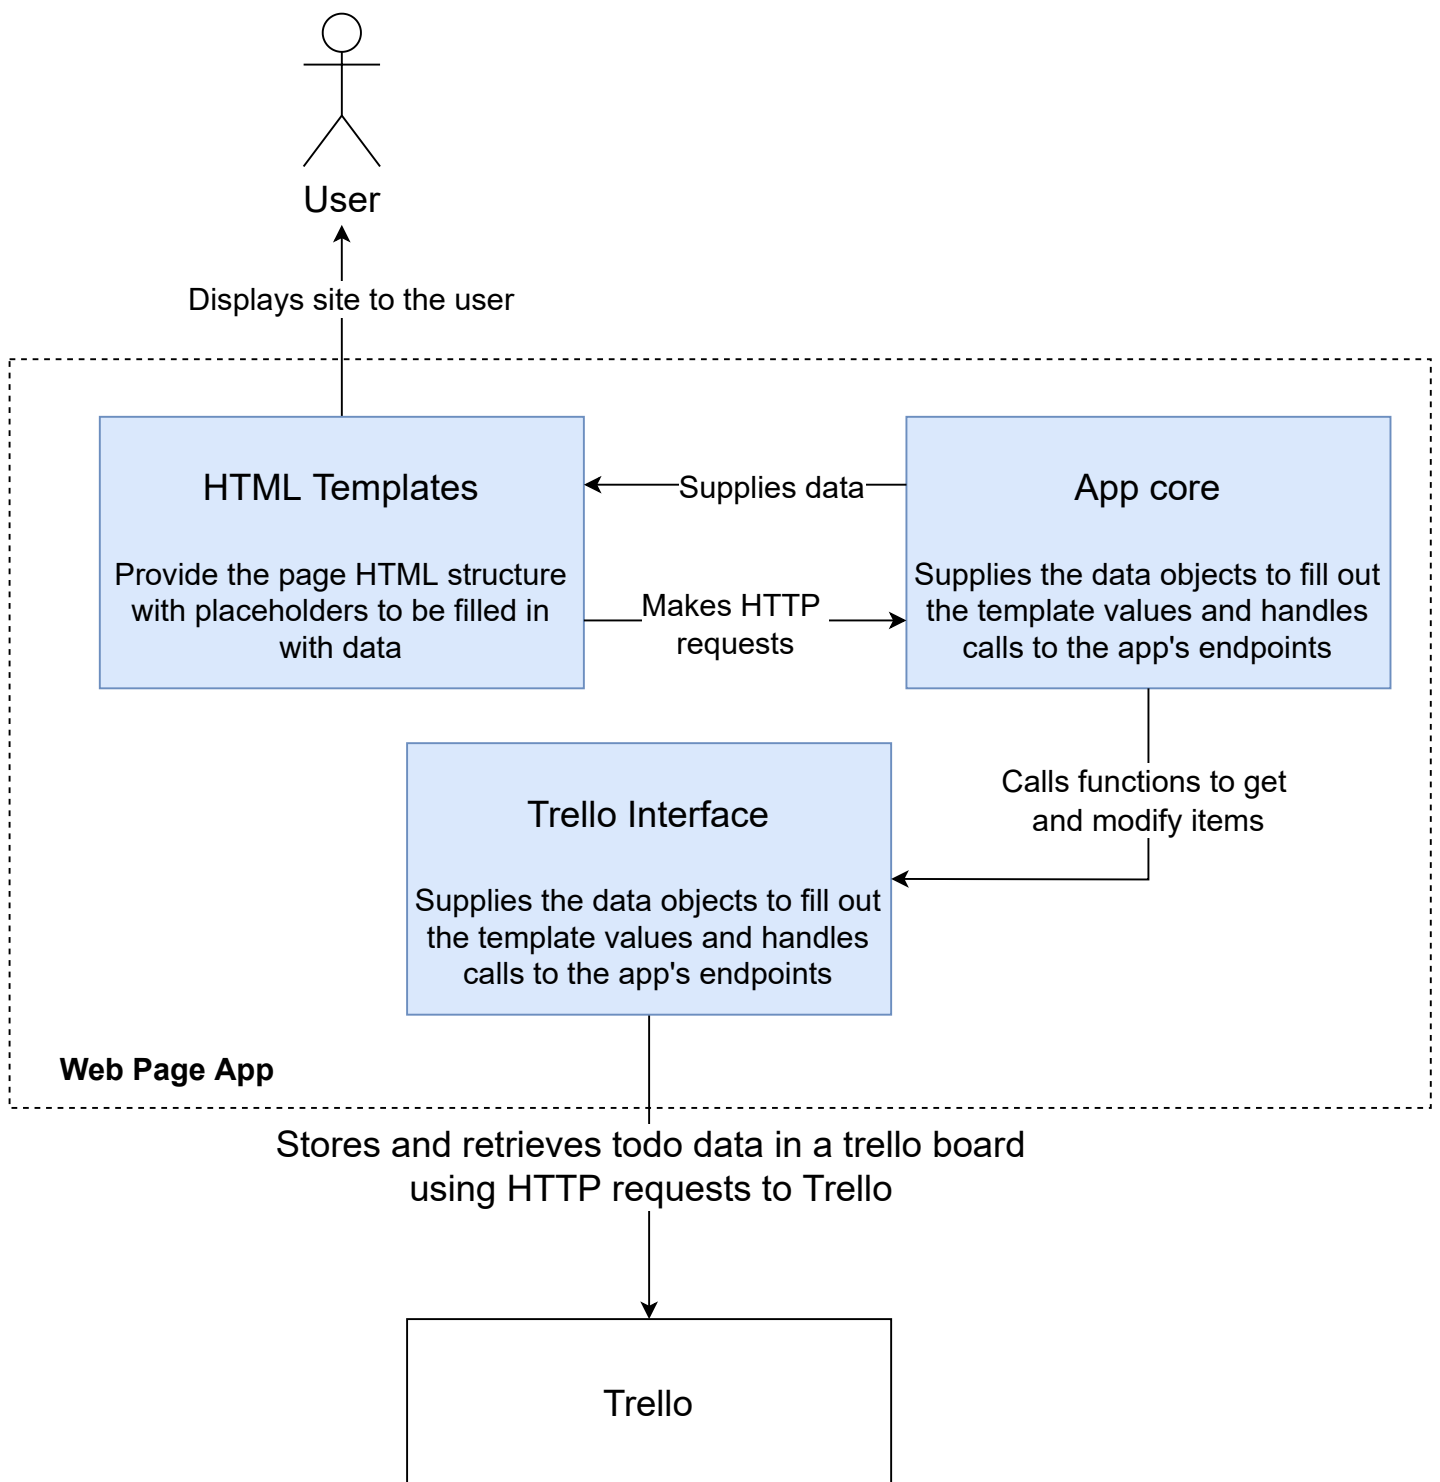 User
Displays site to the user
HTML Templates
Provide the page HTML structure
with placeholders to be filled in
with data
Supplies data
Makes HTTP
requests
App core
Supplies the data objects to fill out
the template values and handles
calls to the app's endpoints
Calls functions to get
and modify items
Trello Interface
Supplies the data objects to fill out
the template values and handles
calls to the app's endpoints
Web Page App
Stores and retrieves todo data in a trello board
using HTTP requests to Trello
Trello